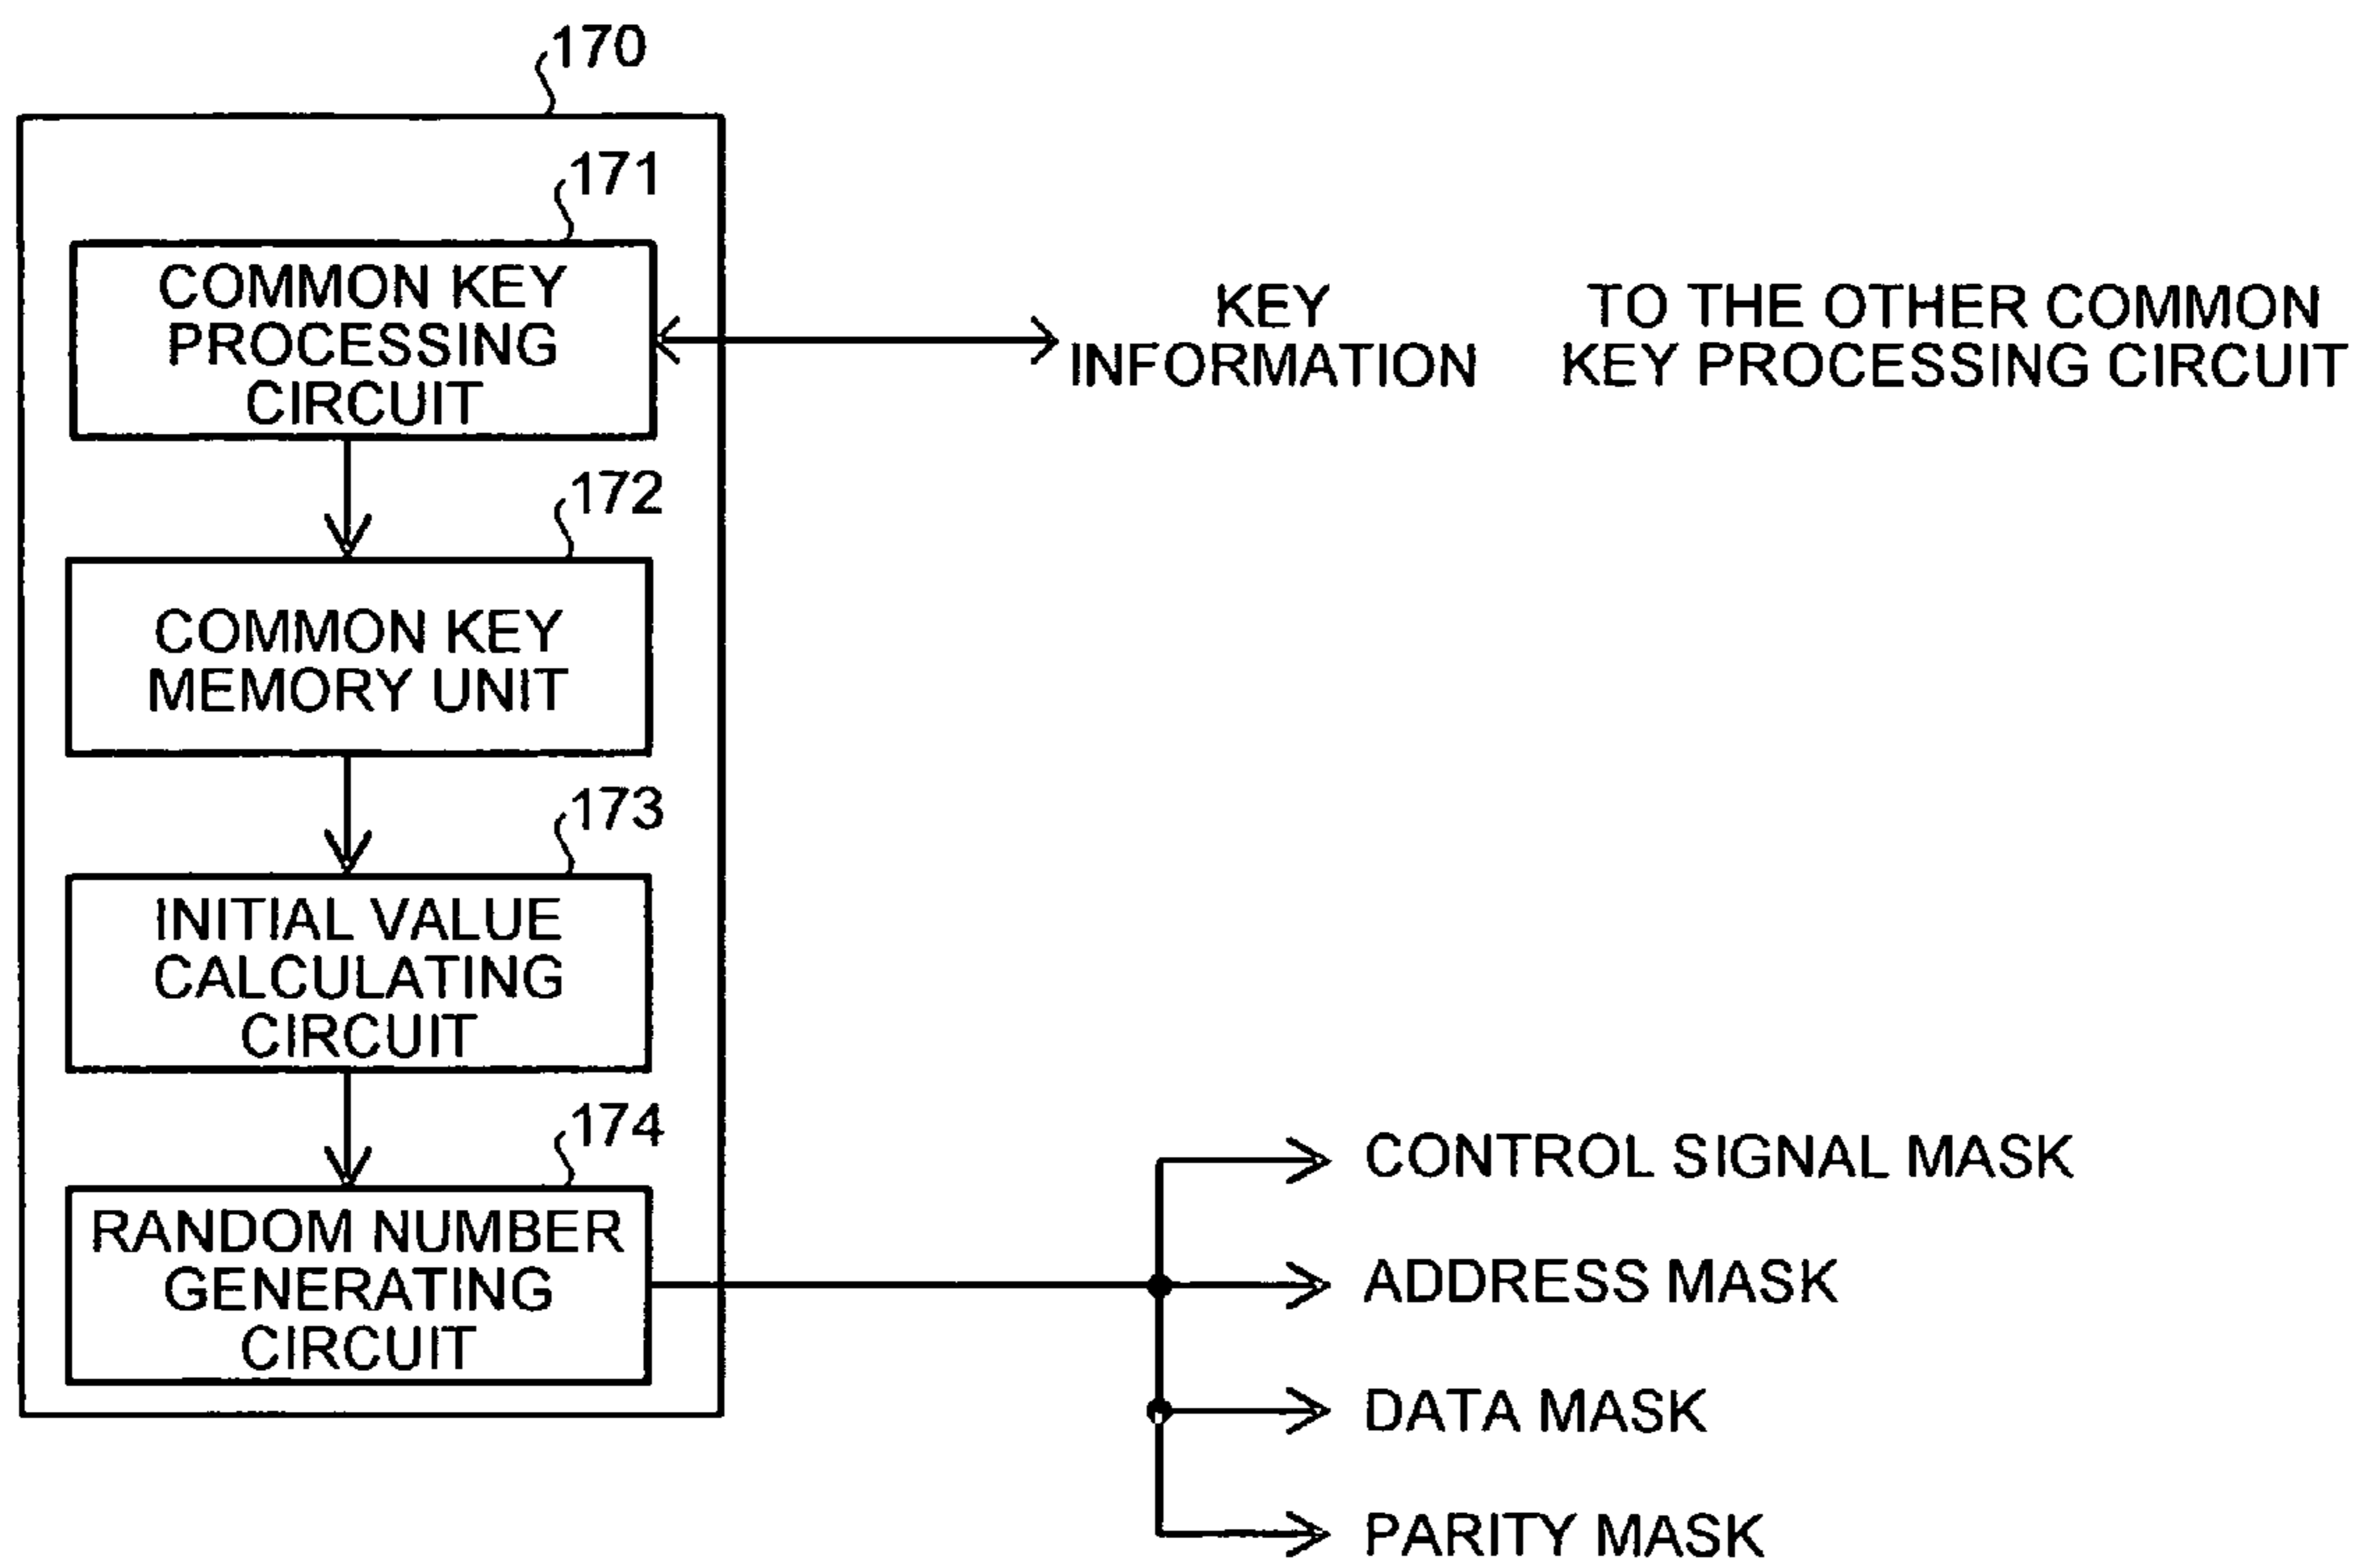 170
171
COMMON KEY
PROCESSING
CIRCUIT
KEY
INFORMATION
TO THE OTHER COMMON
KEY PROCESSING CIRCUIT
172
COMMON KEY
MEMORY UNIT
173
INITIAL VALUE
CALCULATING
CIRCUIT
174
RANDOM NUMBER
GENERATING
CIRCUIT
CONTROL SIGNAL MASK
ADDRESS MASK
DATA MASK
PARITY MASK